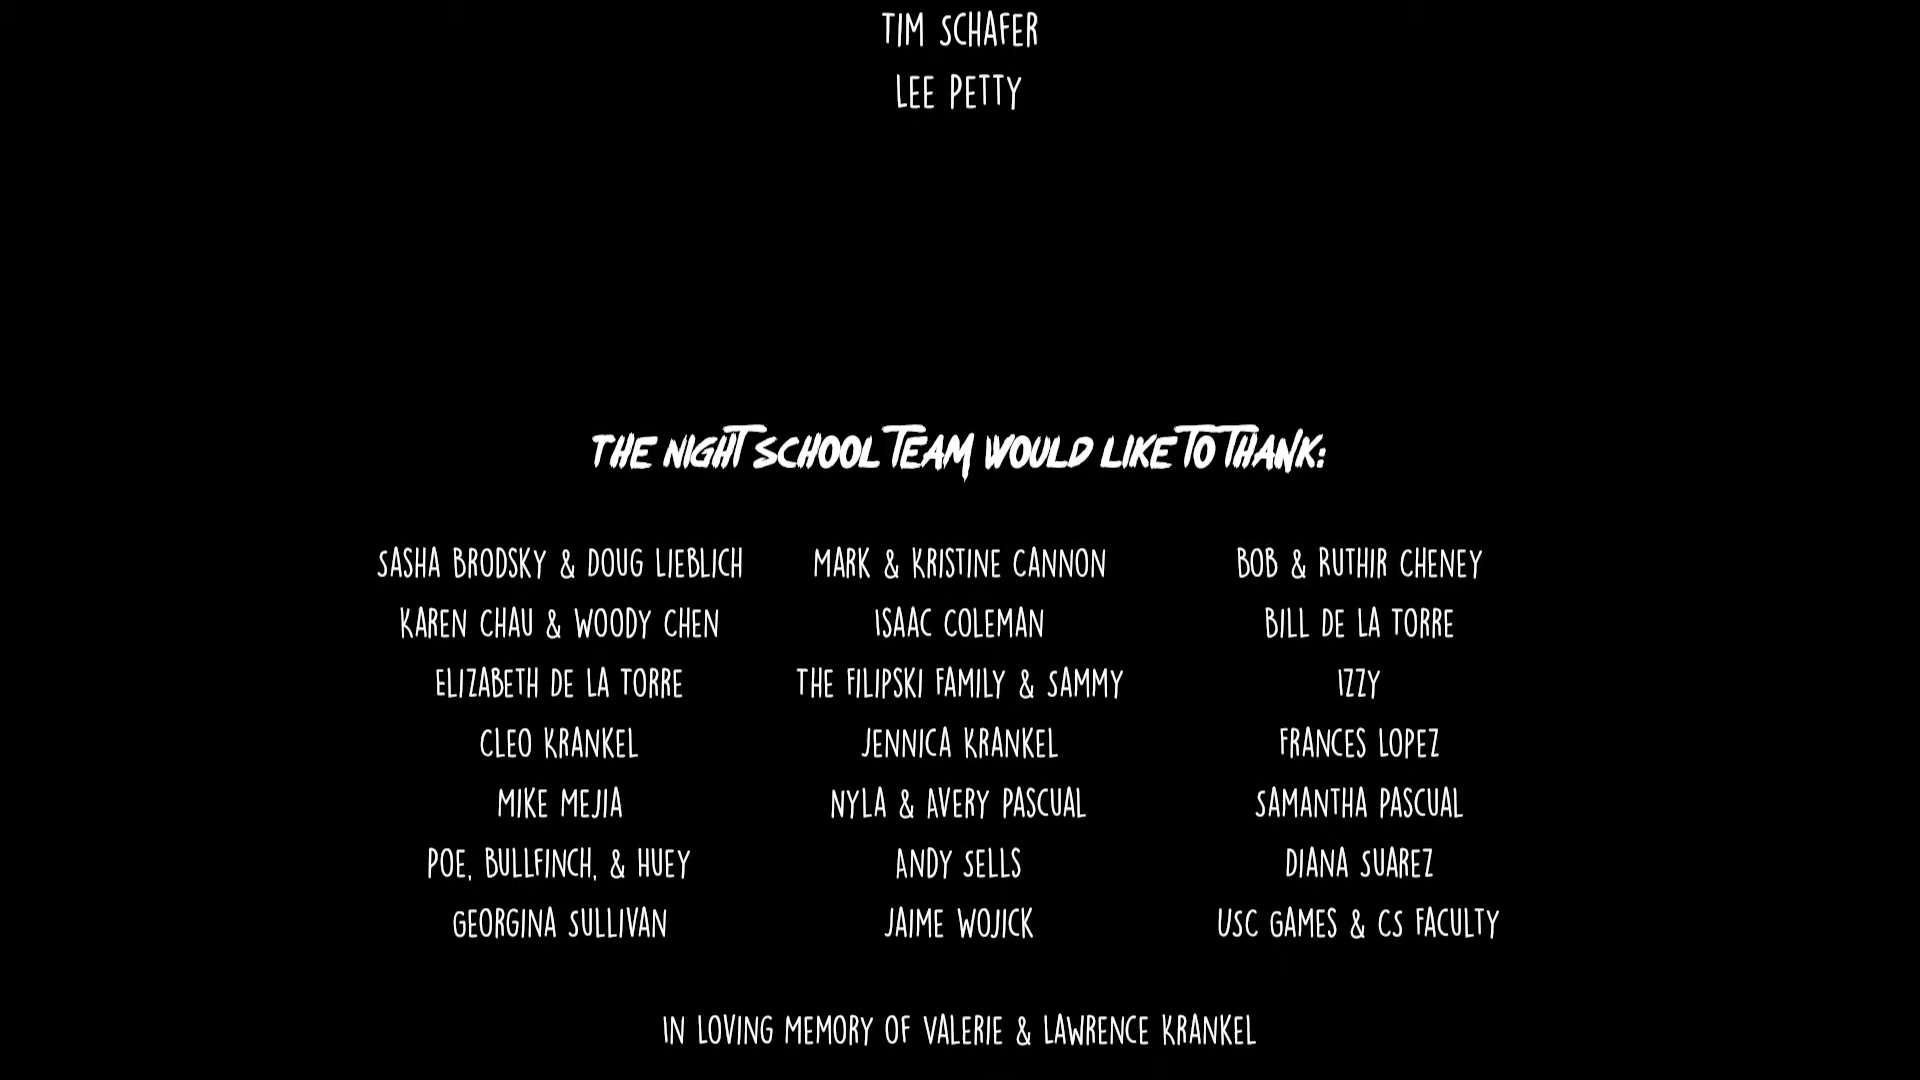 TIM SCHAFER
LEE PETTY
THE NIGHT SCHOOL TEAM WOULD LIKE TO THANK:
SASHA BRODSKY & DOUG LIEBLICH MARK & KRISTINE CANNON BOB & RUTHIR CHENEY
KAREN CHAU & WOODY CHEN ISAAC COLEMAN BILL DE LA TORRE
ELIZABETH DE LA TORRE THE FILIPSKI FAMILY & SAMMY IZZY
CLEO KRANKEL JENNICA KRANKEL FRANCES LOPEZ
MIKE MEJIA NYLA & AVERY PASCUAL SAMANTHA PASCUAL
POE, BULLFINCH, & HUEY ANDY SELLS DIANA SUAREZ
GEORGINA SULLIVAN JAIME WOJICK USC GAMES & CS FACULTY
IN LOVING MEMORY OF VALERIE & LAWRENCE KRANKEL